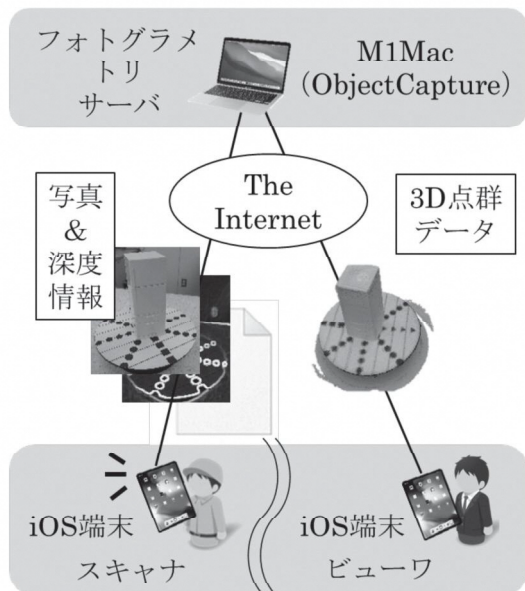 フォトグラメ
トリ
サーバ
M1Mac
(ObjectCapture)
The
Internet
写真
&
深度
情報
3D点群
データ
iOS端末
スキャナ
iOS端末
ビューワ